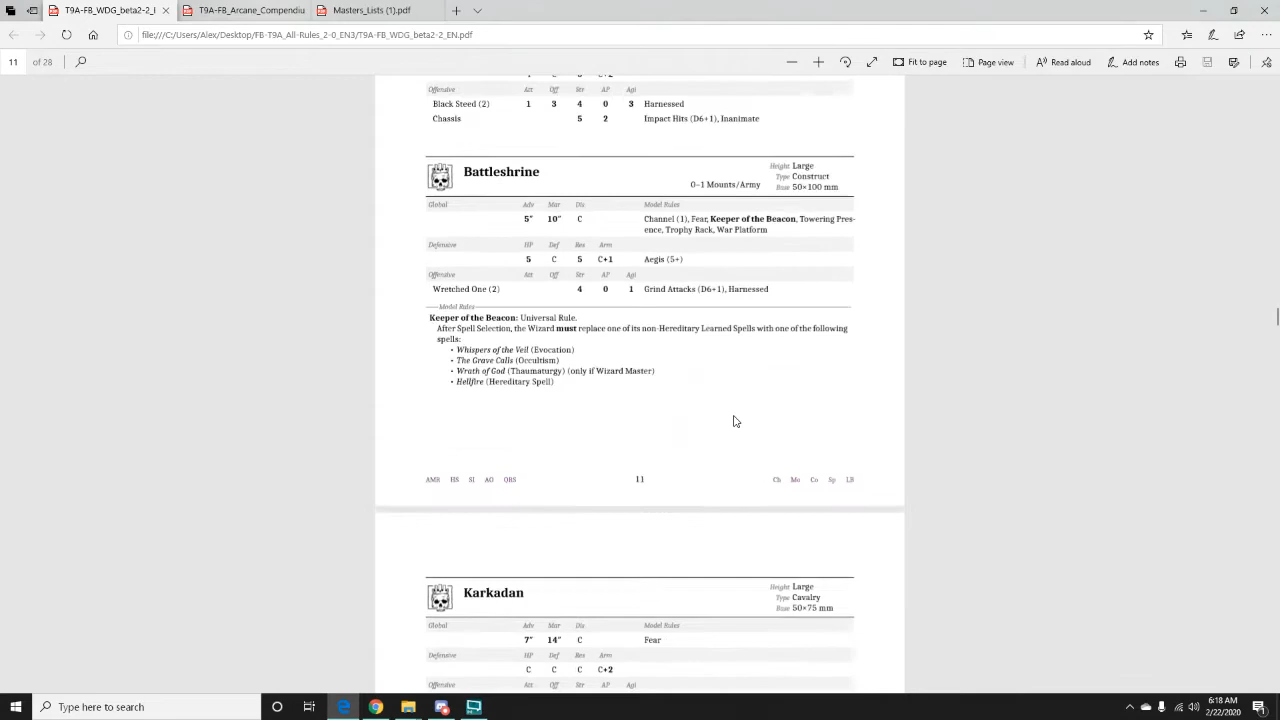 T9A-FB_WDG_beta2-2_
T9A-FB_Arcane_Compendiu
Masters_Lists (1).pdf
file:///C:/Users/Alex/Desktop/FB-T9A_All-Rules_2-0_EN3/T9A-FB_WDG_beta2-2_EN.pdf
11 of 28
Fit to page
Page view
Read aloud
Add notes
Offensive Att Off Str AP Agi
Black Steed (2) 1 3 4 0 3 Harnessed
Chassis 5 2 Impact Hits (D6+1), Inanimate
Battleshrine
0–1 Mounts/Army
Height Large
Type Construct
Base 50×100 mm
Global Adv Mar Dis Model Rules
5″ 10″ C Channel (1), Fear, Keeper of the Beacon, Towering Pres-
ence, Trophy Rack, War Platform
Defensive HP Def Res Arm
5 C 5 C+1 Aegis (5+)
Offensive Att Off Str AP Agi
Wretched One (2) 4 0 1 Grind Attacks (D6+1), Harnessed
Model Rules
Keeper of the Beacon: Universal Rule.
After Spell Selection, the Wizard must replace one of its non-Hereditary Learned Spells with one of the following
spells:
• Whispers of the Veil (Evocation)
• The Grave Calls (Occultism)
• Wrath of God (Thaumaturgy) (only if Wizard Master)
• Hellfire (Hereditary Spell)
AMB HS SI AO QRS 11 Ch Mo Co Sp LB
Karkadan
Height Large
Type Cavalry
Base 50×75 mm
Global Adv Mar Dis Model Rules
7″ 14″ C Fear
Defensive HP Def Res Arm
C C C C+2
Offensive Att Off Str AP Agi
Type here to search
6:18 AM
2/22/2020